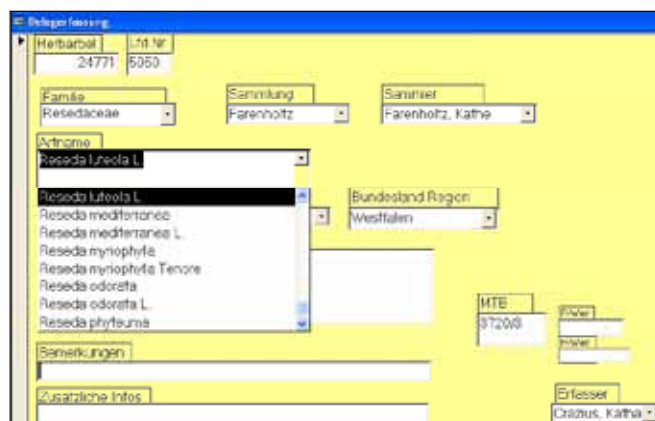 Belegerfassung
Herbarbel Lfd Nr
24771 5050
Familie Sammlung Sammler
Resedaceae Farenholtz Farenholtz, Kathe
Artname
Reseda luteola L.
Reseda luteola L.
Bundesland Region
Reseda mediterranea
Westfalen
Reseda mediterranea L.
Reseda myriophylla
Reseda myriophylla Tenore
Reseda odorata
Reseda odorata L.
Reseda phyteuma
MTB
3720/3
Bemerkungen
Zusätzliche Infos
Erfasser
Crazius, Katha